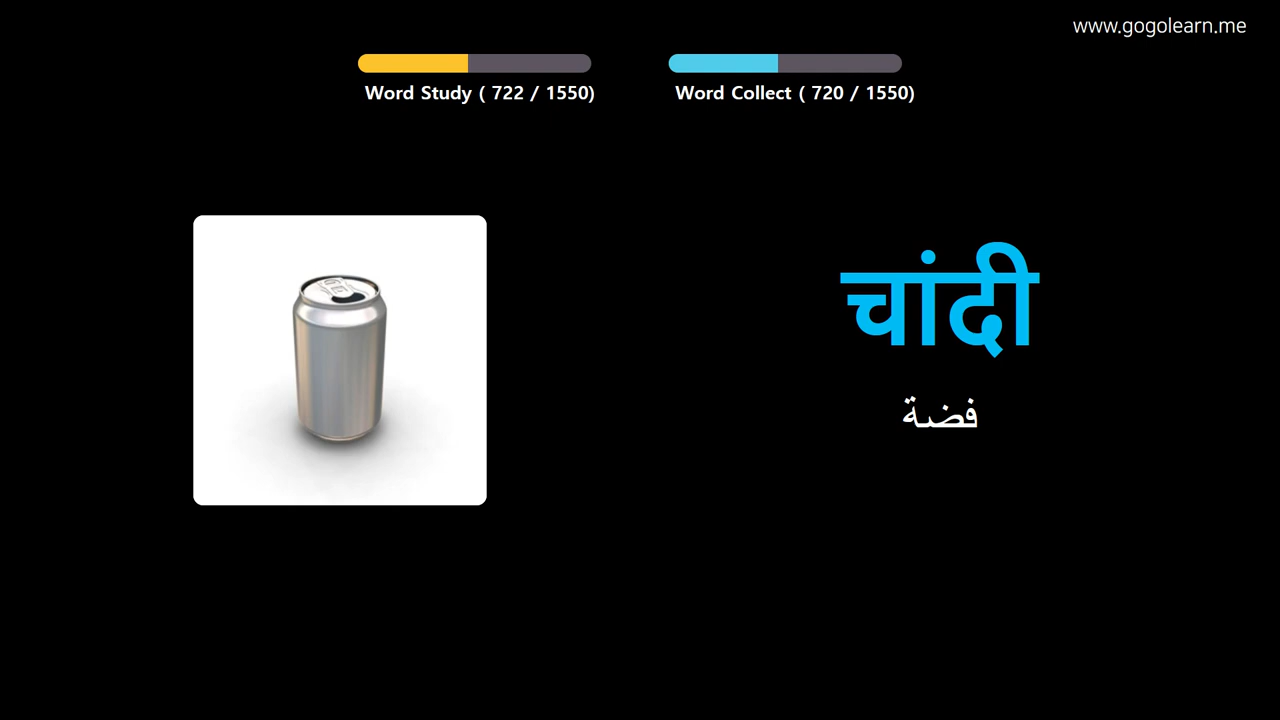 www.gogolearn.me
Word Study ( 722 / 1550)
Word Collect ( 720 / 1550)
चांदी
فضة